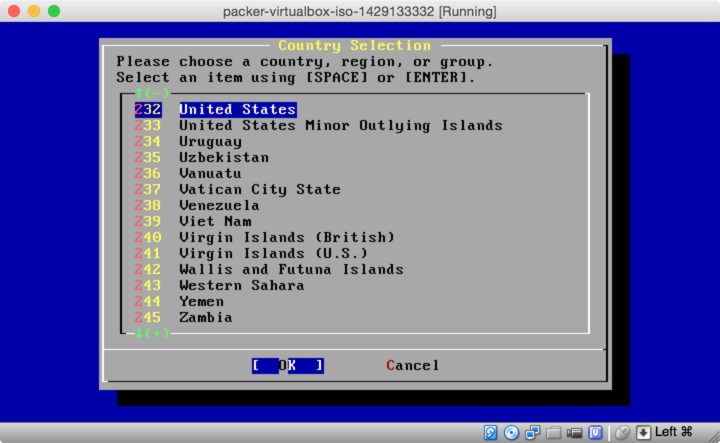 packer-virtualbox-iso-1429133332 [Running]
Country Selection
Please choose a country, region, or group.
Select an item using [SPACE] or [ENTER].
↑(-)
232 United States
233 United States Minor Outlying Islands
234 Uruguay
235 Uzbekistan
236 Vanuatu
237 Vatican City State
238 Venezuela
239 Viet Nam
240 Virgin Islands (British)
241 Virgin Islands (U.S.)
242 Wallis and Futuna Islands
243 Western Sahara
244 Yemen
245 Zambia
↓(+)
[ OK ] Cancel
Left ⌘